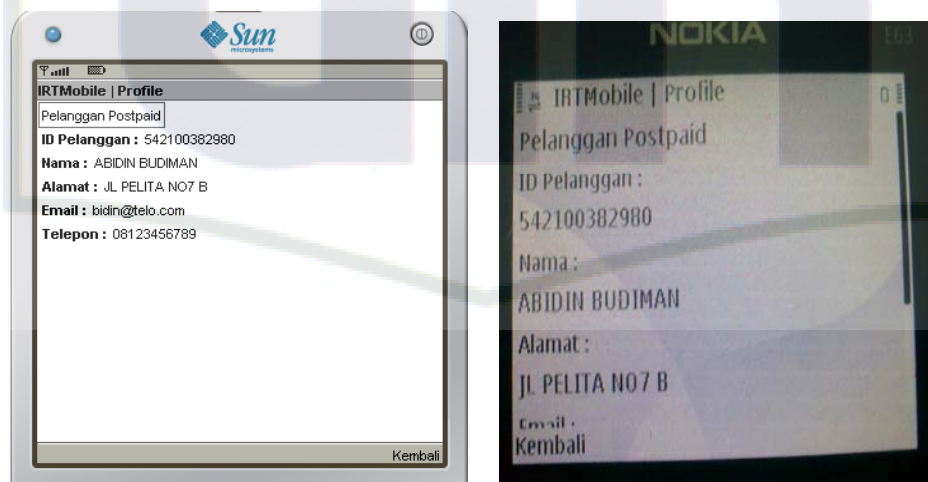 Sun
microsystems
IRTMobile | Profile
Pelanggan Postpaid
ID Pelanggan : 542100382980
Nama : ABIDIN BUDIMAN
Alamat : JL PELITA NO7 B
Email : bidin@telo.com
Telepon : 08123456789
Kembali
NOKIA
E63
IRTMobile | Profile
Pelanggan Postpaid
ID Pelanggan :
542100382980
Nama :
ABIDIN BUDIMAN
Alamat :
JL PELITA NO7 B
Email :
Kembali